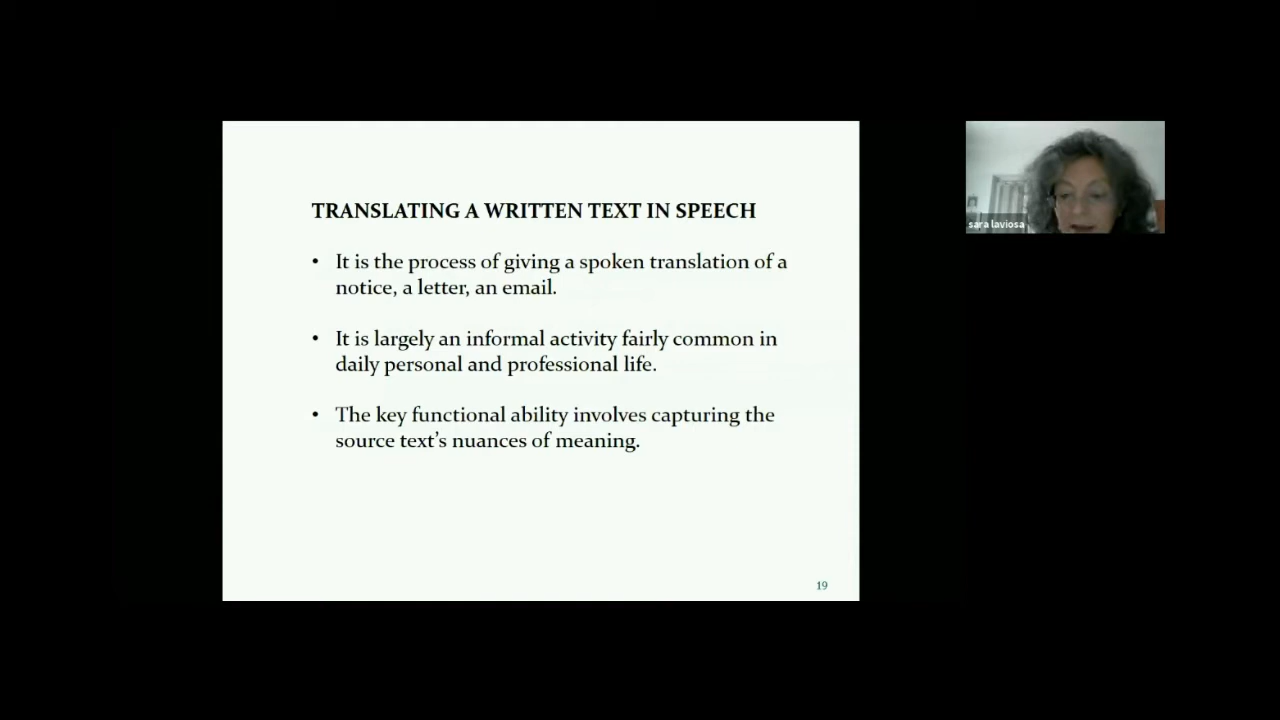 TRANSLATING A WRITTEN TEXT IN SPEECH
• It is the process of giving a spoken translation of a
notice, a letter, an email.
• It is largely an informal activity fairly common in
daily personal and professional life.
• The key functional ability involves capturing the
source text's nuances of meaning.
19
sara laviosa